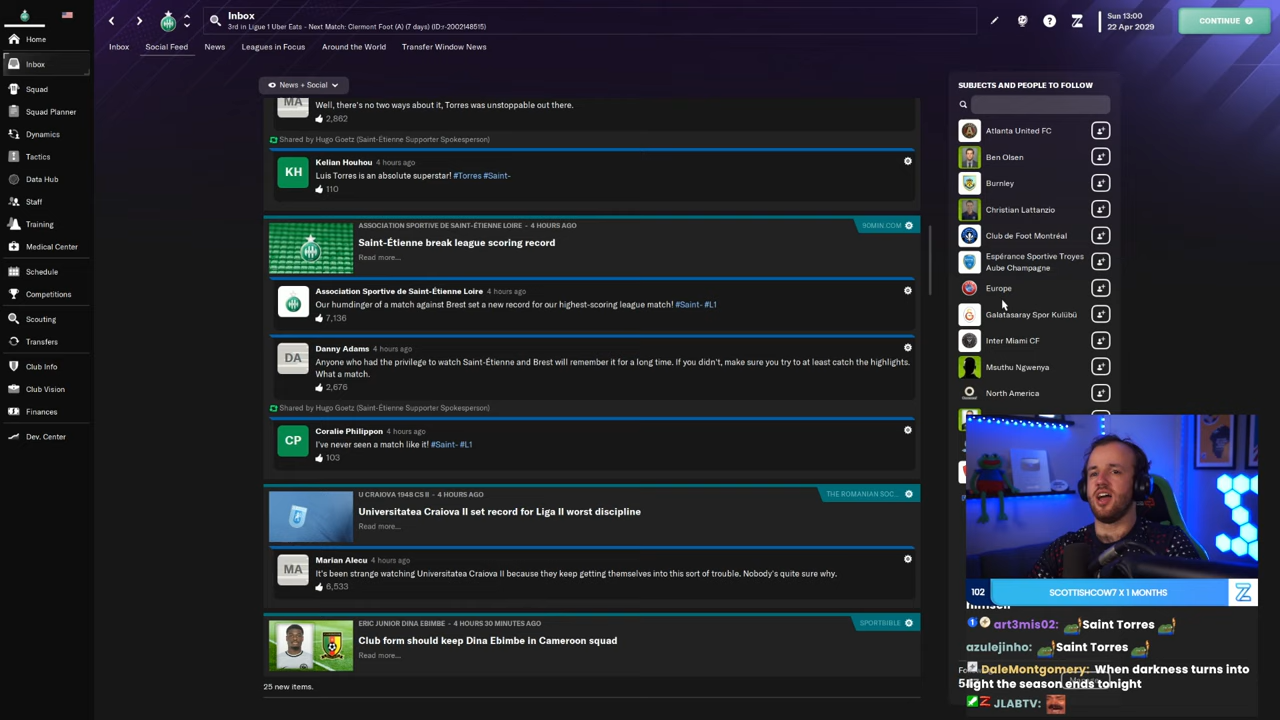 Inbox
3rd in Ligue 1 Uber Eats - Next Match: Clermont Foot (A) (7 days) (ID:r-2002148515)
Sun 13:00
22 Apr 2029
CONTINUE
Home
Inbox
Squad
Squad Planner
Dynamics
Tactics
Data Hub
Staff
Training
Medical Center
Schedule
Competitions
Scouting
Transfers
Club Info
Club Vision
Finances
Dev. Center
Inbox Social Feed News Leagues in Focus Around the World Transfer Window News
News + Social
MA
Well, there's no two ways about it, Torres was unstoppable out there.
2,862
Shared by Hugo Goetz (Saint-Étienne Supporter Spokesperson)
KH
Kelian Houhou 4 hours ago
Luis Torres is an absolute superstar! #Torres #Saint-
110
ASSOCIATION SPORTIVE DE SAINT-ÉTIENNE LOIRE - 4 HOURS AGO
90MIN.COM
Saint-Étienne break league scoring record
Read more...
Association Sportive de Saint-Étienne Loire 4 hours ago
Our humdinger of a match against Brest set a new record for our highest-scoring league match! #Saint- #L1
7,136
DA
Danny Adams 4 hours ago
Anyone who had the privilege to watch Saint-Étienne and Brest will remember it for a long time. If you didn't, make sure you try to at least catch the highlights.
What a match.
2,676
Shared by Hugo Goetz (Saint-Étienne Supporter Spokesperson)
CP
Coralie Philippon 4 hours ago
I've never seen a match like it! #Saint- #L1
103
U CRAIOVA 1948 CS II - 4 HOURS AGO
THE ROMANIAN SOC...
Universitatea Craiova II set record for Liga II worst discipline
Read more...
MA
Marian Alecu 4 hours ago
It's been strange watching Universitatea Craiova II because they keep getting themselves into this sort of trouble. Nobody's quite sure why.
6,533
ERIC JUNIOR DINA EBIMBE - 4 HOURS 30 MINUTES AGO
SPORTBIBLE
Club form should keep Dina Ebimbe in Cameroon squad
Read more...
25 new items.
SUBJECTS AND PEOPLE TO FOLLOW
Atlanta United FC
Ben Olsen
Burnley
Christian Lattanzio
Club de Foot Montréal
Espérance Sportive Troyes
Aube Champagne
Europe
Galatasaray Spor Kulübü
Inter Miami CF
Msuthu Ngwenya
North America
102
SCOTTISHCOW7 X 1 MONTHS
himself
art3mis02: Saint Torres
azulejinho: Saint Torres
DaleMontgomery: When darkness turns into
light the season ends tonight
JLABTV: